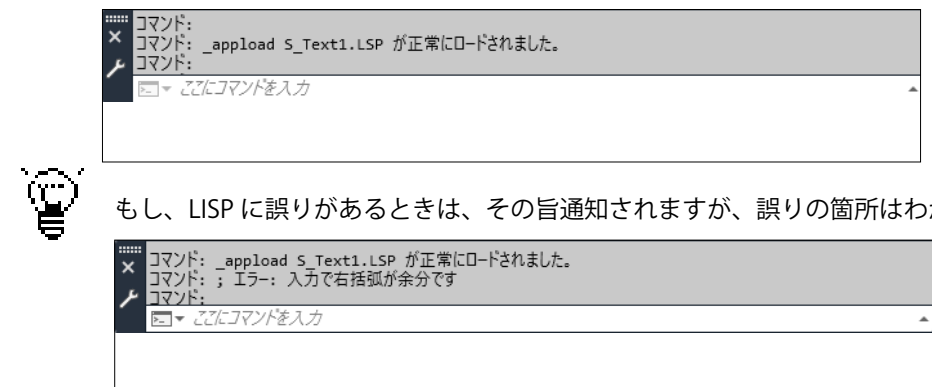 コマンド:
コマンド: _appload S_Text1.LSP が正常にロードされました。
コマンド:
ここにコマンドを入力
もし、LISP に誤りがあるときは、その旨通知されますが、誤りの箇所はわ
コマンド: _appload S_Text1.LSP が正常にロードされました。
コマンド: ; エラー: 入力で右括弧が余分です
コマンド:
ここにコマンドを入力